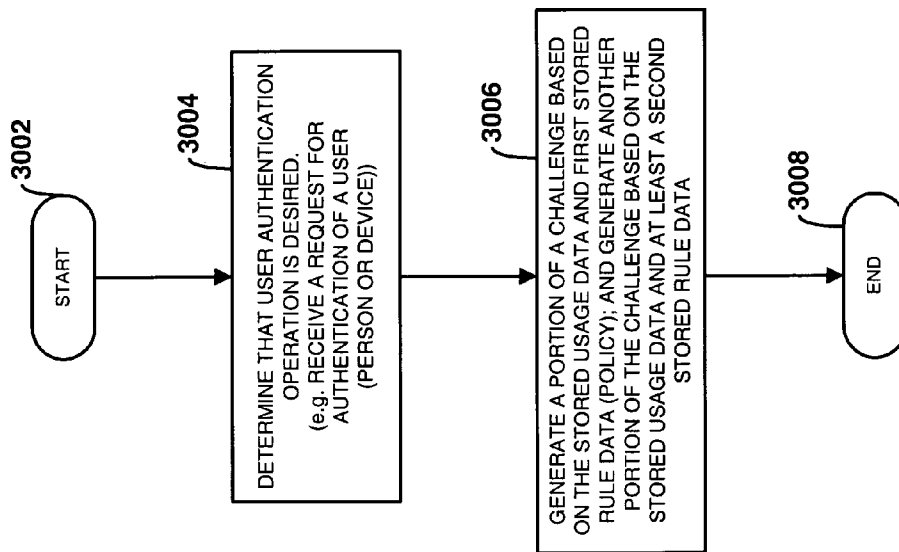 3002
START
3004
DETERMINE THAT USER AUTHENTICATION
OPERATION IS DESIRED.
(e.g. RECEIVE A REQUEST FOR
AUTHENTICATION OF A USER
(PERSON OR DEVICE))
3006
GENERATE A PORTION OF A CHALLENGE BASED
ON THE STORED USAGE DATA AND FIRST STORED
RULE DATA (POLICY); AND GENERATE ANOTHER
PORTION OF THE CHALLENGE BASED ON THE
STORED USAGE DATA AND AT LEAST A SECOND
STORED RULE DATA
3008
END